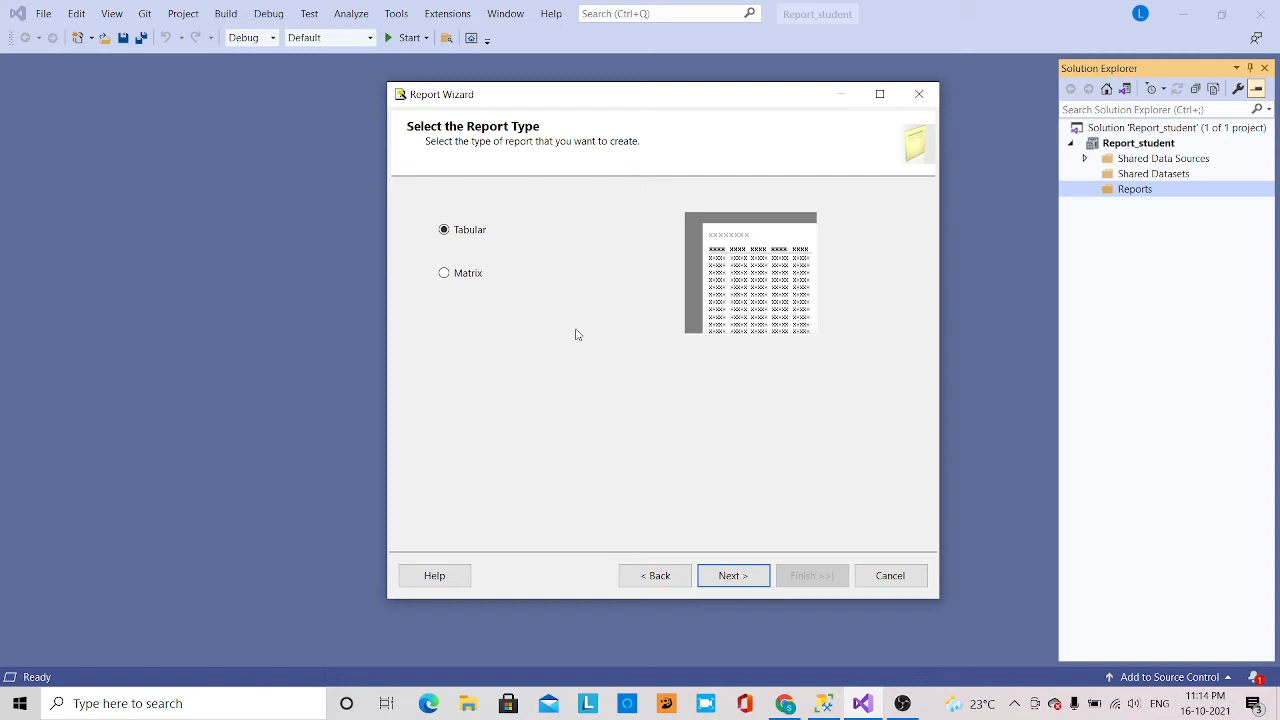 File Edit View Project Build Debug Test Analyze Tools Extensions Window Help Search (Ctrl+Q) Report_student L
Debug Default Start
Solution Explorer
Search Solution Explorer (Ctrl+;)
Solution 'Report_student' (1 of 1 project)
Report_student
Shared Data Sources
Shared Datasets
Reports
Report Wizard
Select the Report Type
Select the type of report that you want to create.
Tabular
Matrix
Help < Back Next > Finish >>| Cancel
Ready Add to Source Control 1
Type here to search 23°C ENG 11:14 PM 16-10-2021 3